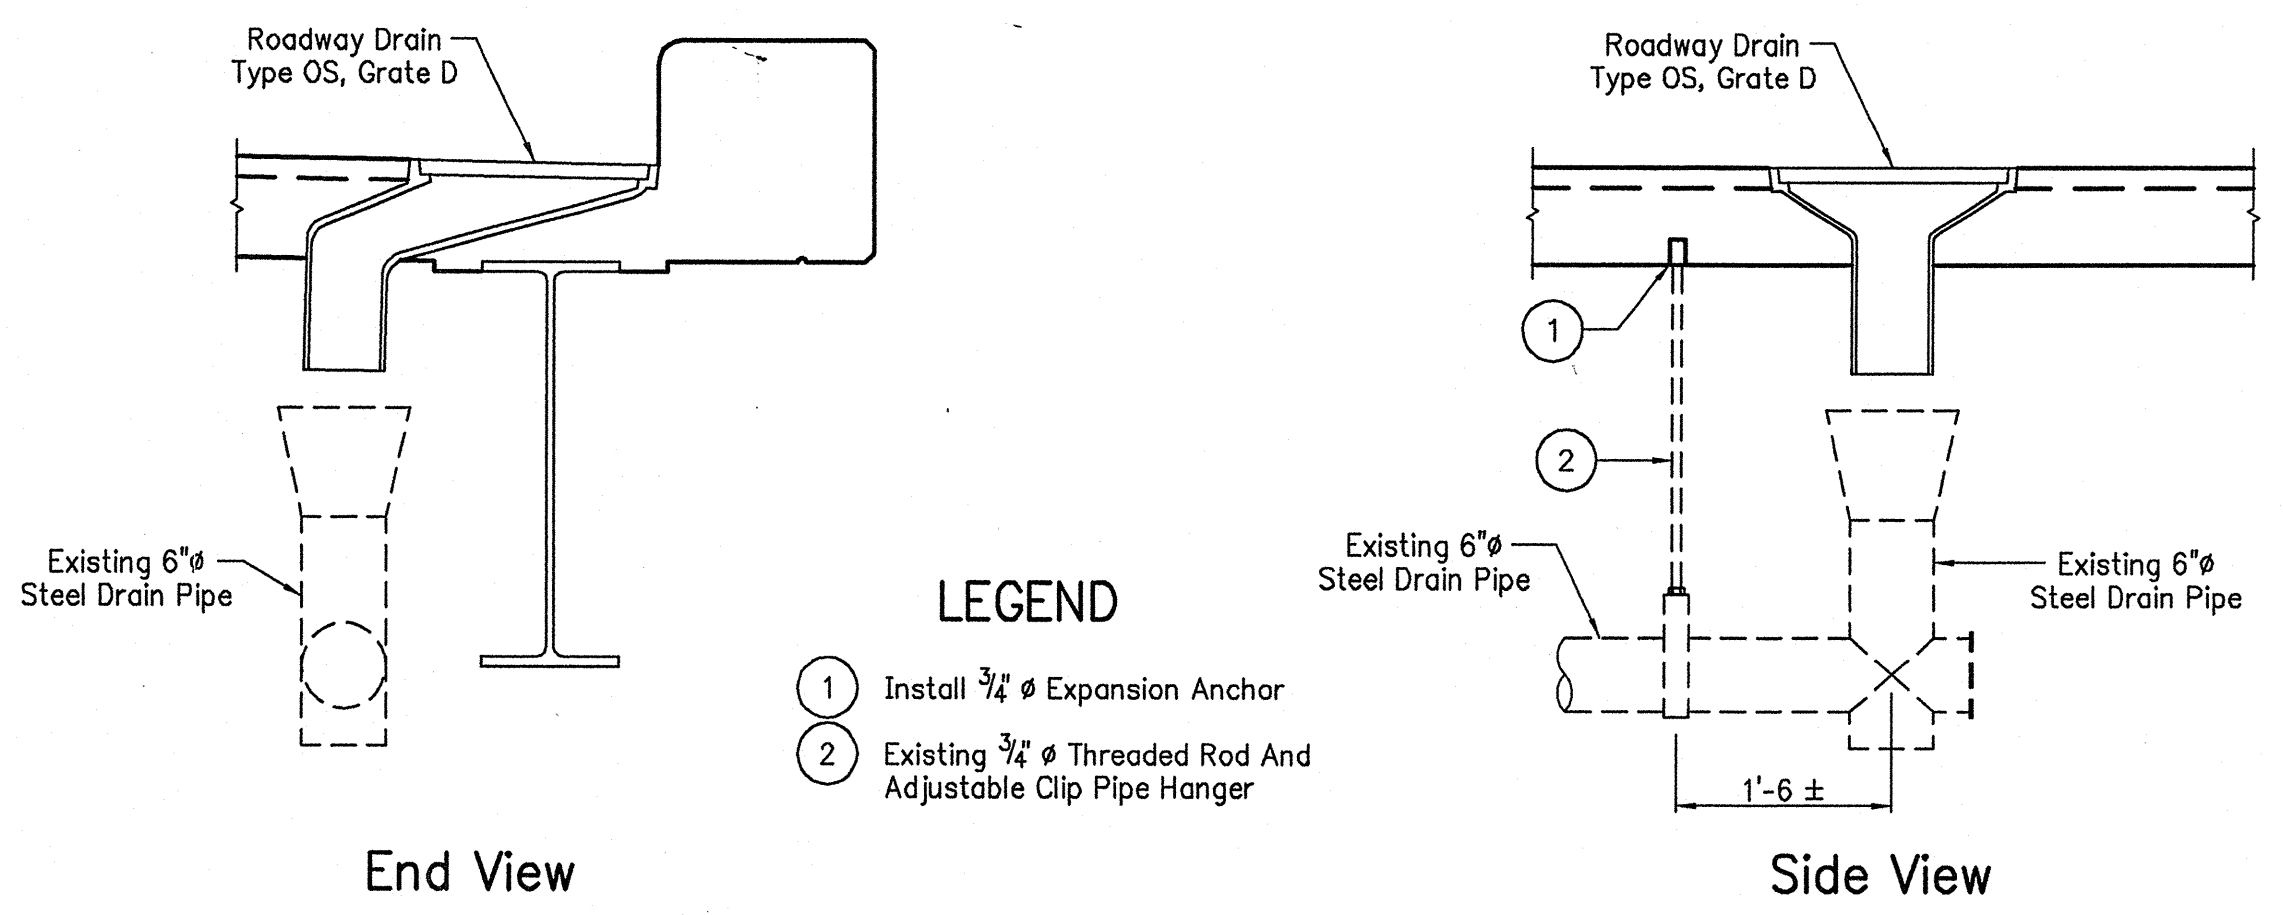 Roadway Drain
Type OS, Grate D
Existing 6"ø
Steel Drain Pipe
End View
LEGEND
1 Install 3/4" ø Expansion Anchor
2 Existing 3/4" ø Threaded Rod And
Adjustable Clip Pipe Hanger
Roadway Drain
Type OS, Grate D
1
2
Existing 6"ø
Steel Drain Pipe
Existing 6"ø
Steel Drain Pipe
1'-6 ±
Side View